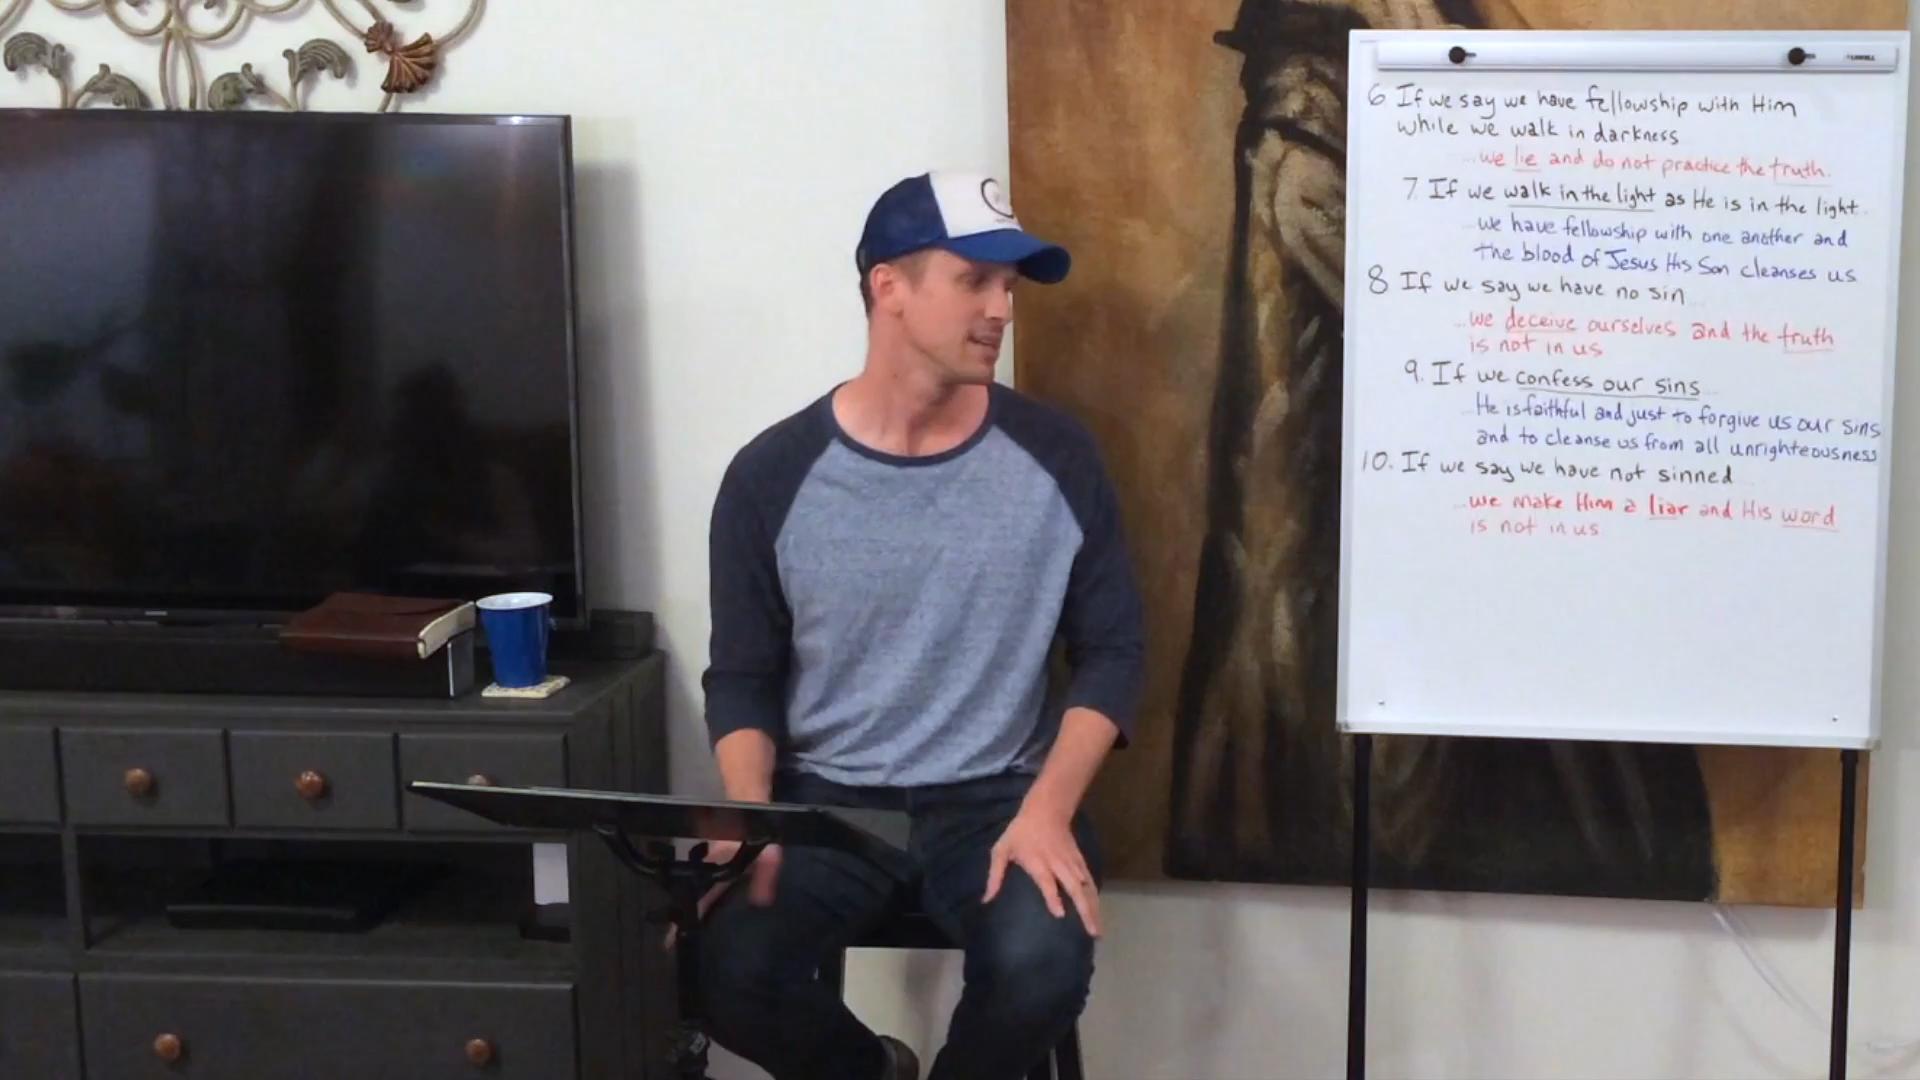 6 If we say we have fellowship with Him
while we walk in darkness
...we lie and do not practice the truth.
7. If we walk in the light as He is in the light...
...we have fellowship with one another and
the blood of Jesus His Son cleanses us
8 If we say we have no sin...
...we deceive ourselves and the truth
is not in us
9. If we confess our sins...
...He is faithful and just to forgive us our sins
and to cleanse us from all unrighteousness
10. If we say we have not sinned...
...we make Him a liar and His word
is not in us